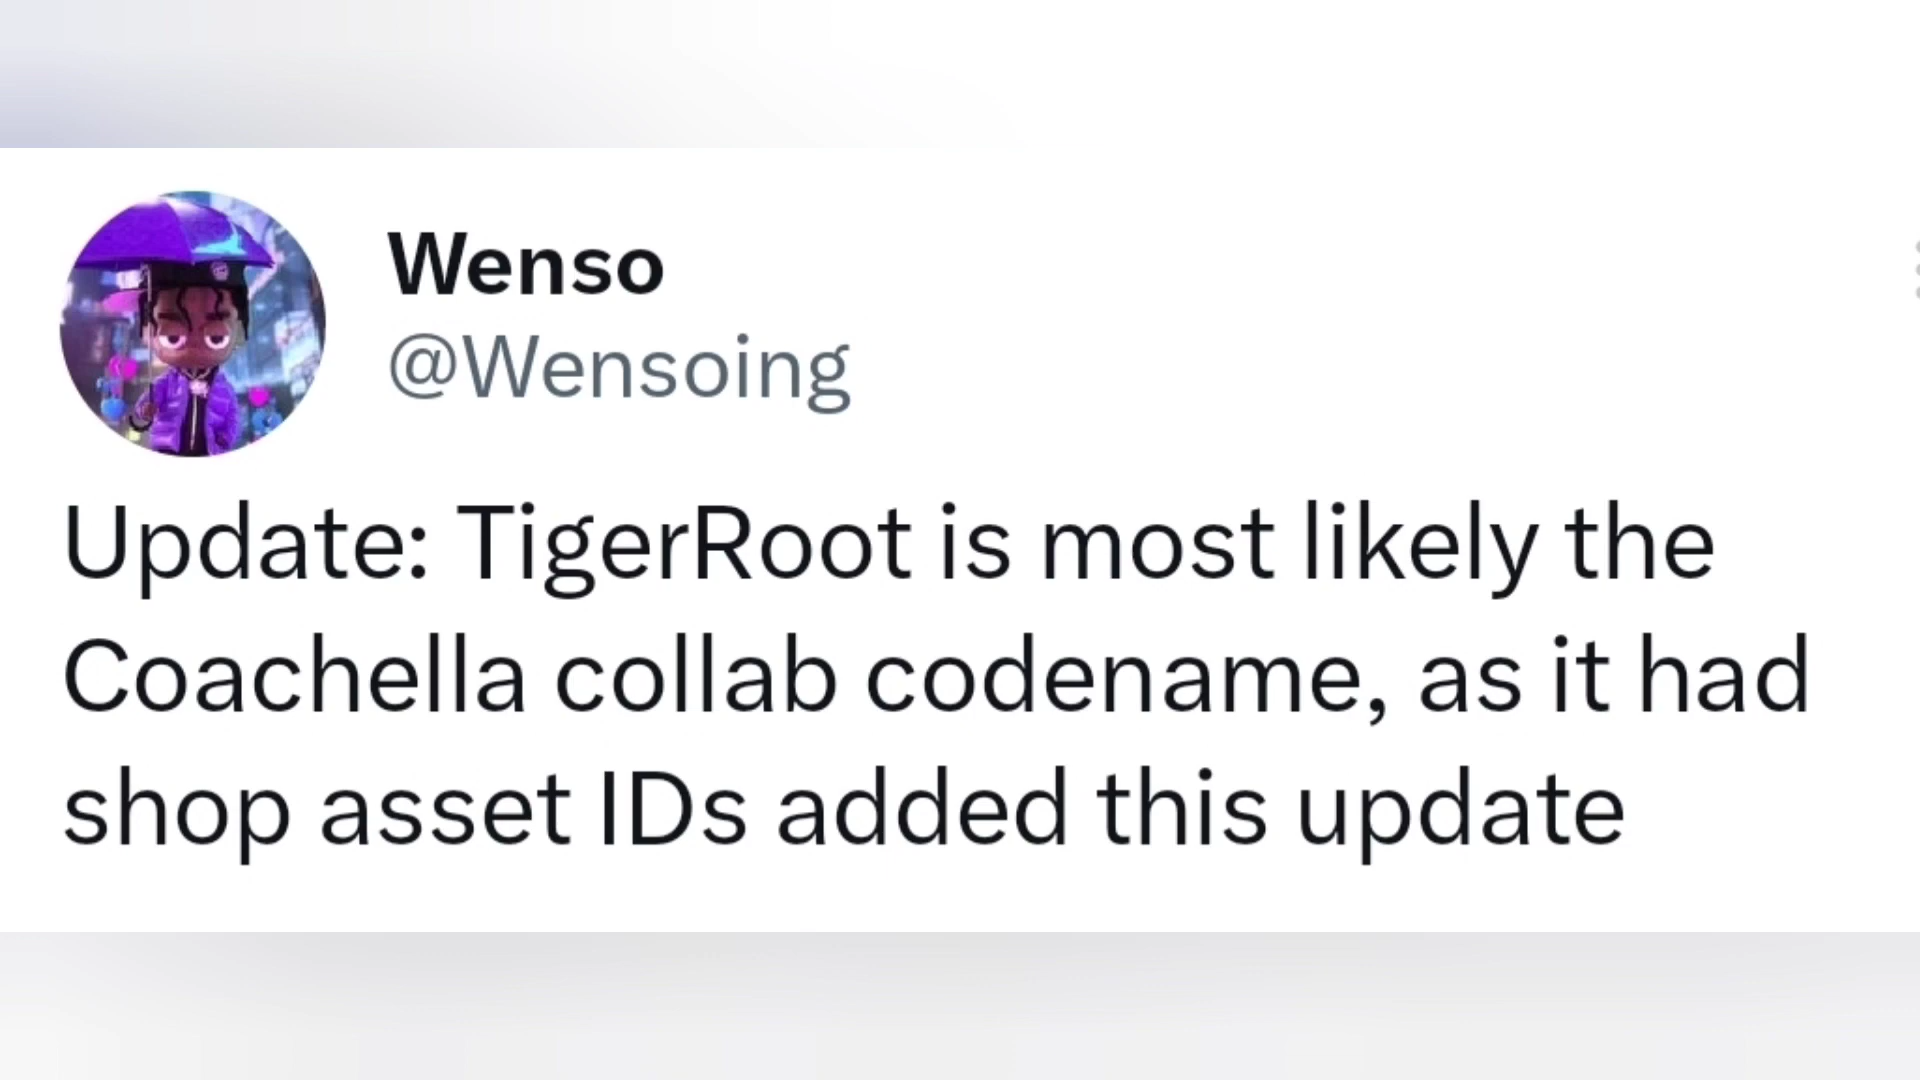 Wenso
@Wensoing
Update: TigerRoot is most likely the
Coachella collab codename, as it had
shop asset IDs added this update